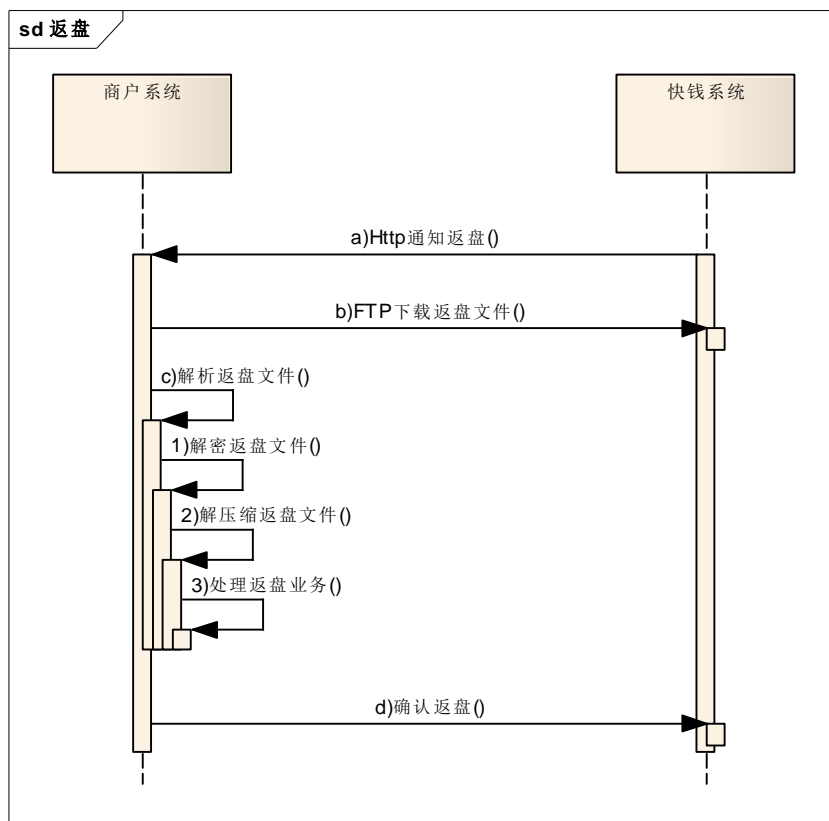 sd 返盘
商户系统
快钱系统
a)Http通知返盘()
b)FTP下载返盘文件()
c)解析返盘文件()
1)解密返盘文件()
2)解压缩返盘文件()
3)处理返盘业务()
d)确认返盘()